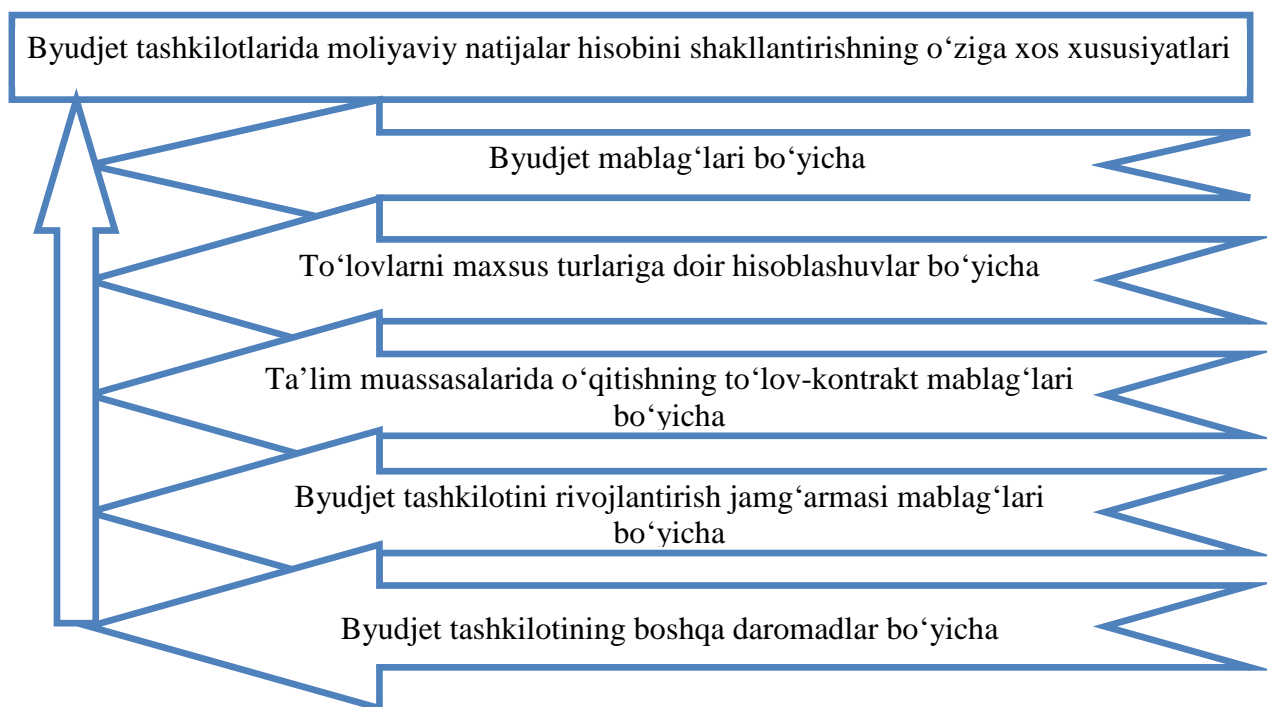 Byudjet tashkilotlarida moliyaviy natijalar hisobini shakllantirishning o‘ziga xos xususiyatlari
Byudjet mablag‘lari bo‘yicha
To‘lovlarni maxsus turlariga doir hisoblashuvlar bo‘yicha
Ta’lim muassasalarida o‘qitishning to‘lov-kontrakt mablag‘lari
bo‘yicha
Byudjet tashkilotini rivojlantirish jamg‘armasi mablag‘lari
bo‘yicha
Byudjet tashkilotining boshqa daromadlar bo‘yicha